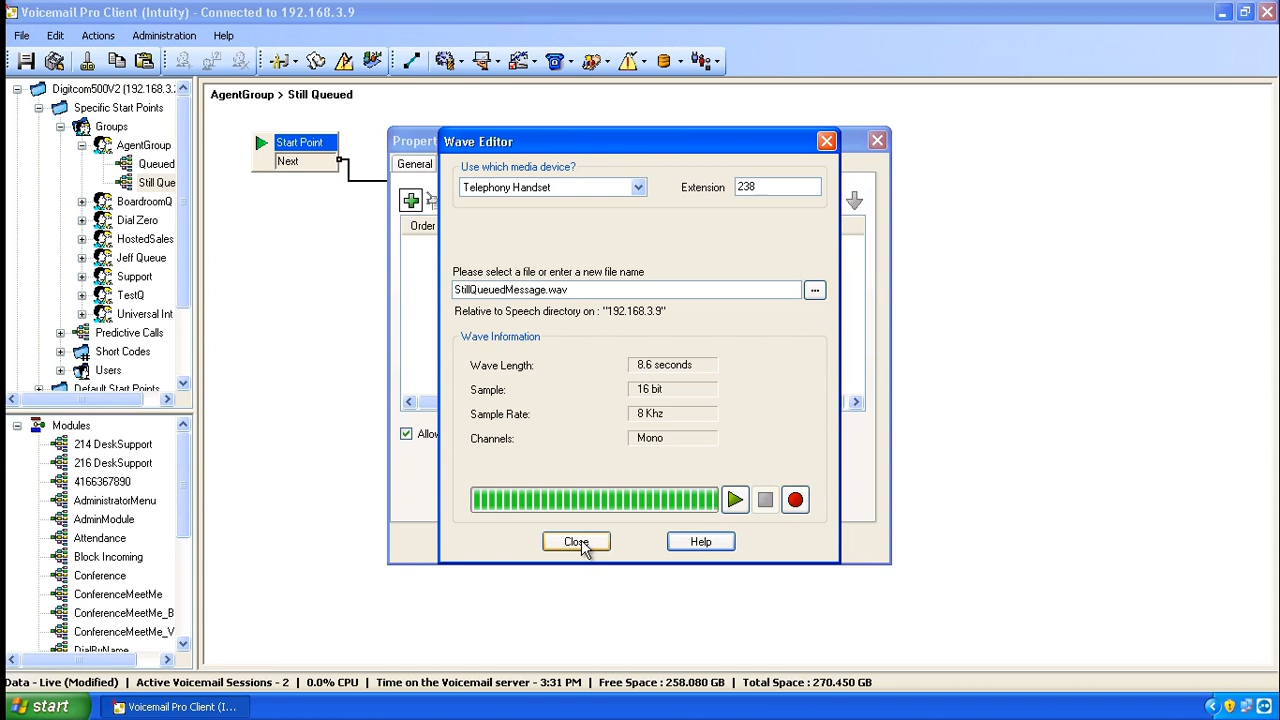 Voicemail Pro Client (Intuity) - Connected to 192.168.3.9
File Edit Actions Administration Help
Digitcom500V2 (192.168.3.
Specific Start Points
Groups
AgentGroup
Queued
Still Que
BoardroomQ
Dial Zero
HostedSales
Jeff Queue
Support
TestQ
Universal Int
Predictive Calls
Short Codes
Users
Default Start Points
Modules
214 DeskSupport
216 DeskSupport
4166367890
AdministratorMenu
AdminModule
Attendance
Block Incoming
Conference
ConferenceMeetMe
ConferenceMeetMe_B
ConferenceMeetMe_V
DialByName
AgentGroup > Still Queued
Start Point
Next
Propert
General
Order
Allow
Wave Editor
Use which media device?
Telephony Handset Extension 238
Please select a file or enter a new file name
StillQueuedMessage.wav ...
Relative to Speech directory on : "192.168.3.9"
Wave Information
Wave Length: 8.6 seconds
Sample: 16 bit
Sample Rate: 8 Khz
Channels: Mono
Close Help
Data - Live (Modified) Active Voicemail Sessions - 2 0.0% CPU Time on the Voicemail server - 3:31 PM Free Space : 258.080 GB Total Space : 270.450 GB
start Voicemail Pro Client (I...